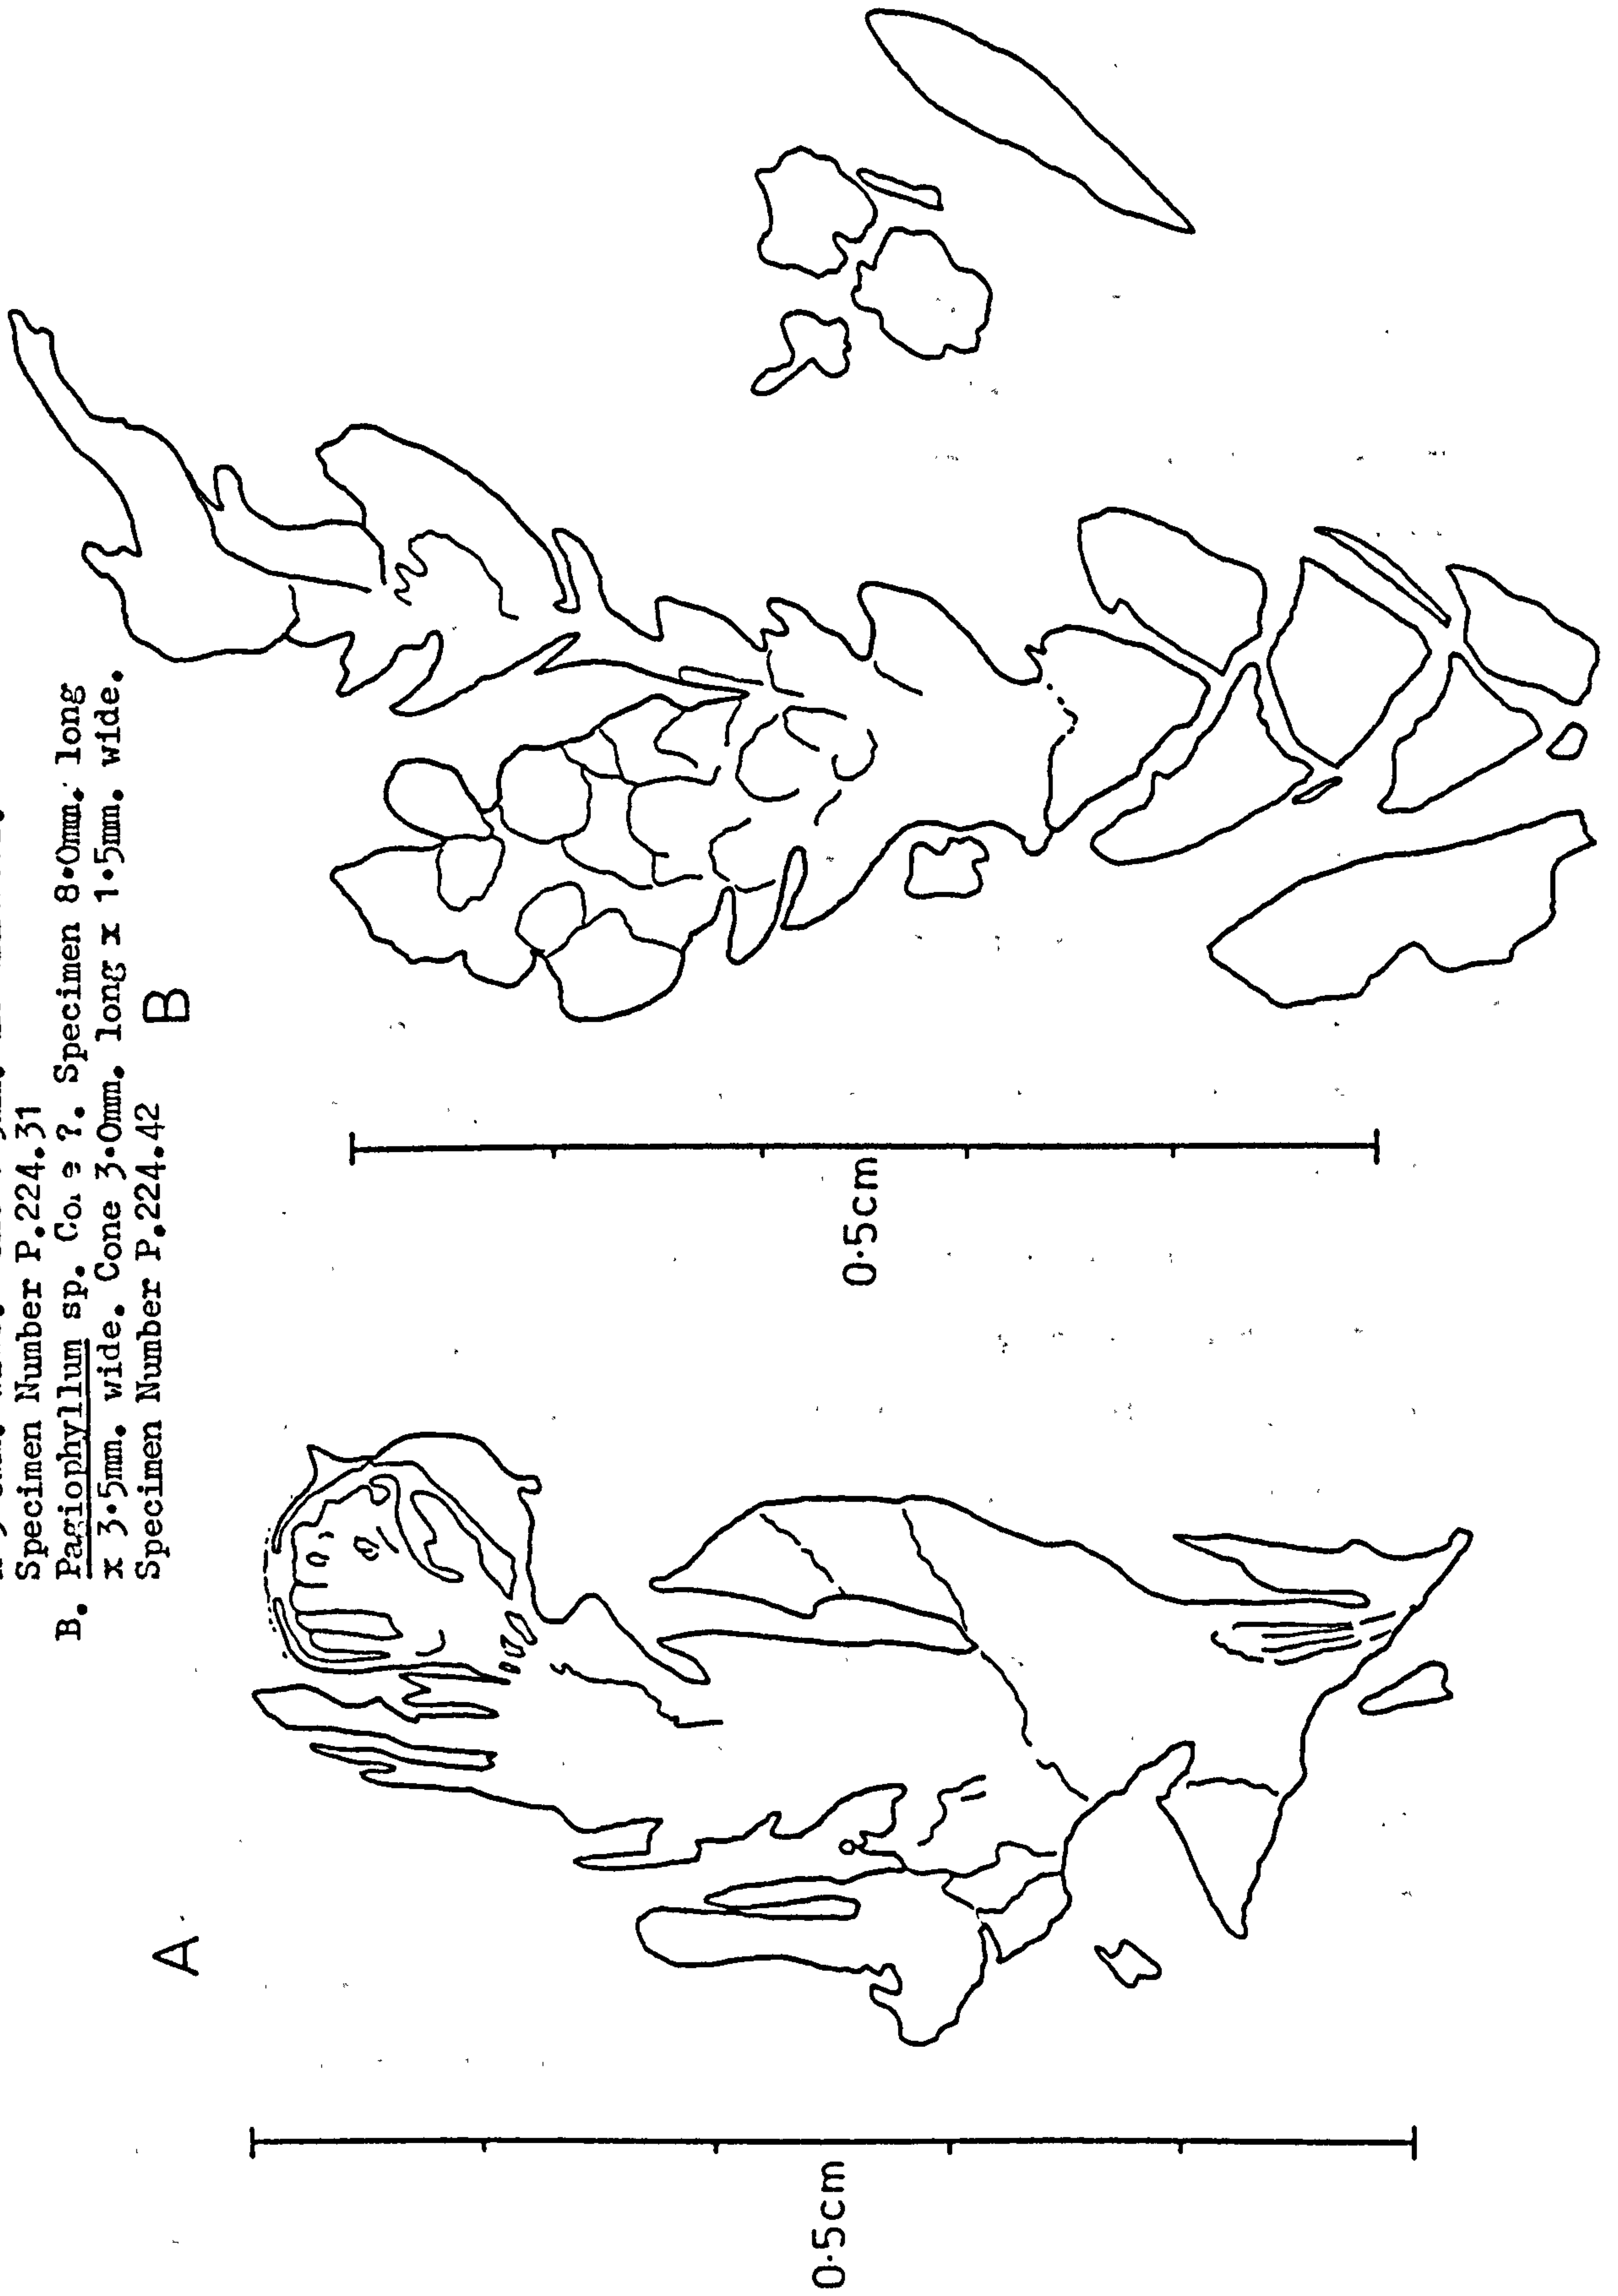 Specimen Number P.224.31
B. Pagiophyllum sp. ?. Specimen 8·0mm. long
x 3·5mm. wide. Cone 3·0mm. long x 1·5mm. wide.
Specimen Number P.224.42
A
B
0·5cm
0·5cm